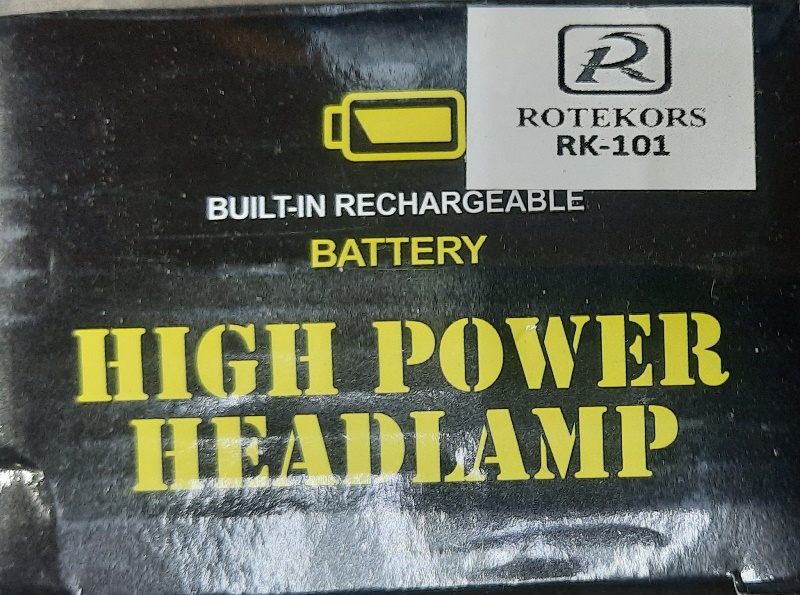 R
ROTEKORS
RK-101
BUILT-IN RECHARGEABLE
BATTERY
HIGH POWER
HEADLAMP